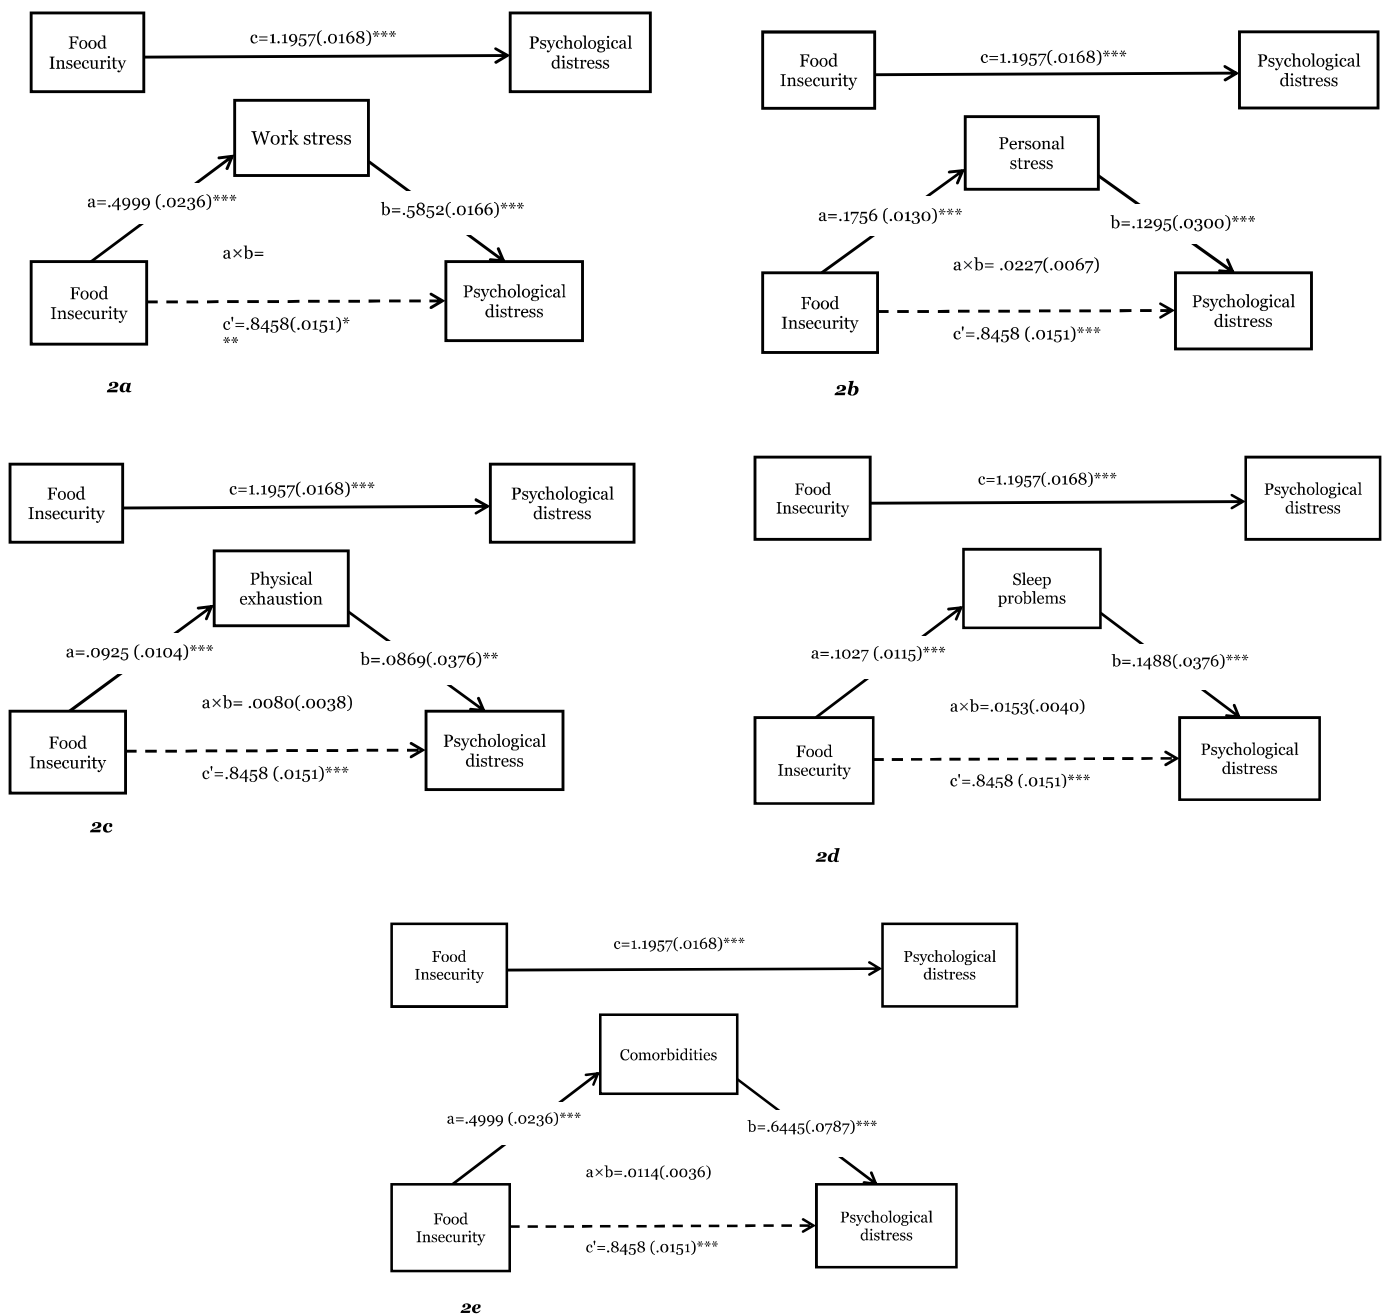 Food
Insecurity
c=1.1957(.0168)***
Psychological
distress
Work stress
a=.4999 (.0236)***
b=.5852(.0166)***
a×b=
Food
Insecurity
c'=.8458(.0151)*
**
Psychological
distress
2a
Food
Insecurity
c=1.1957(.0168)***
Psychological
distress
Personal
stress
a=.1756 (.0130)***
b=.1295(.0300)***
a×b= .0227(.0067)
Food
Insecurity
c'=.8458 (.0151)***
Psychological
distress
2b
Food
Insecurity
c=1.1957(.0168)***
Psychological
distress
Physical
exhaustion
a=.0925 (.0104)***
b=.0869(.0376)**
a×b= .0080(.0038)
Food
Insecurity
c'=.8458 (.0151)***
Psychological
distress
2c
Food
Insecurity
c=1.1957(.0168)***
Psychological
distress
Sleep
problems
a=.1027 (.0115)***
b=.1488(.0376)***
a×b=.0153(.0040)
Food
Insecurity
c'=.8458 (.0151)***
Psychological
distress
2d
Food
Insecurity
c=1.1957(.0168)***
Psychological
distress
Comorbidities
a=.4999 (.0236)***
b=.6445(.0787)***
a×b=.0114(.0036)
Food
Insecurity
c'=.8458 (.0151)***
Psychological
distress
2e